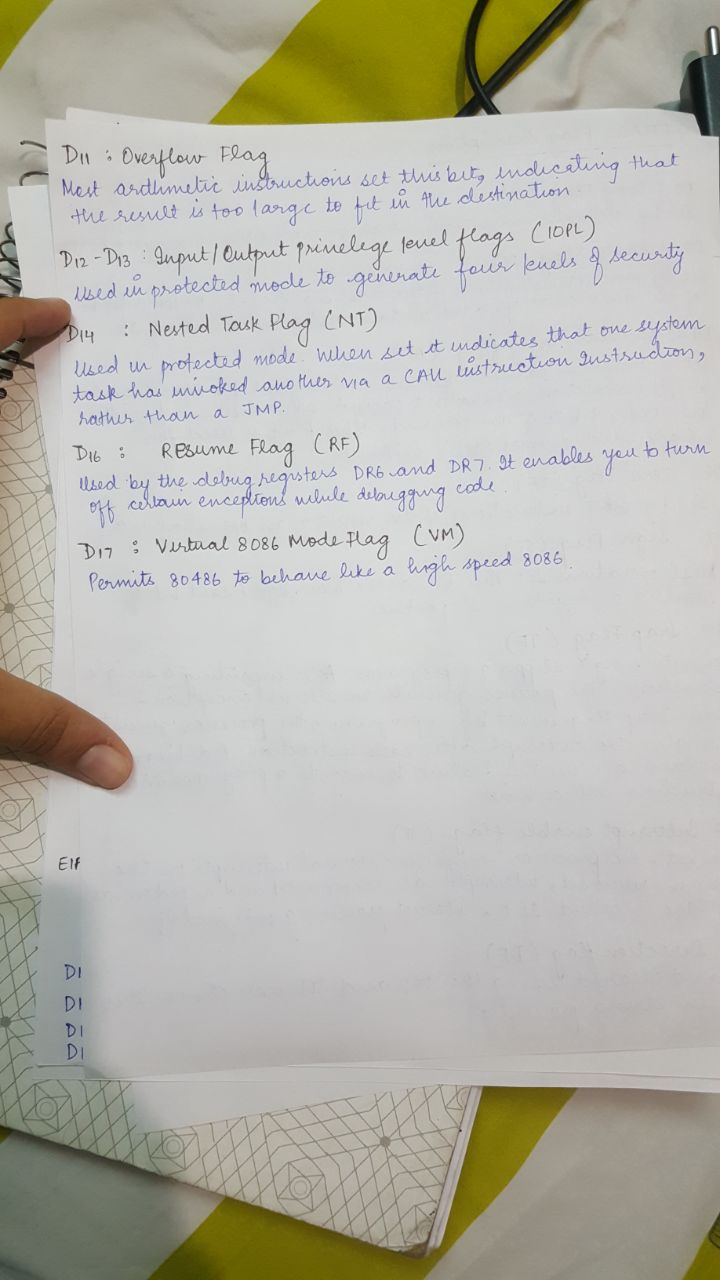 D11 : Overflow Flag
Most arithmetic instructions set this bit, indicating that
the result is too large to fit in the destination.
D12 - D13 : Input / Output privelege level flags (IOPL)
Used in protected mode to generate four levels of security
D14 : Nested Task Flag (NT)
Used in protected mode. When set it indicates that one system
task has invoked another via a CALL instruction Instruction,
rather than a JMP.
D16 : RESume Flag (RF)
Used by the debug registers DR6 and DR7. It enables you to turn
off certain exceptions while debugging code.
D17 : Virtual 8086 Mode Flag (VM)
Permits 80486 to behave like a high speed 8086.
D1
D1
D1
D1